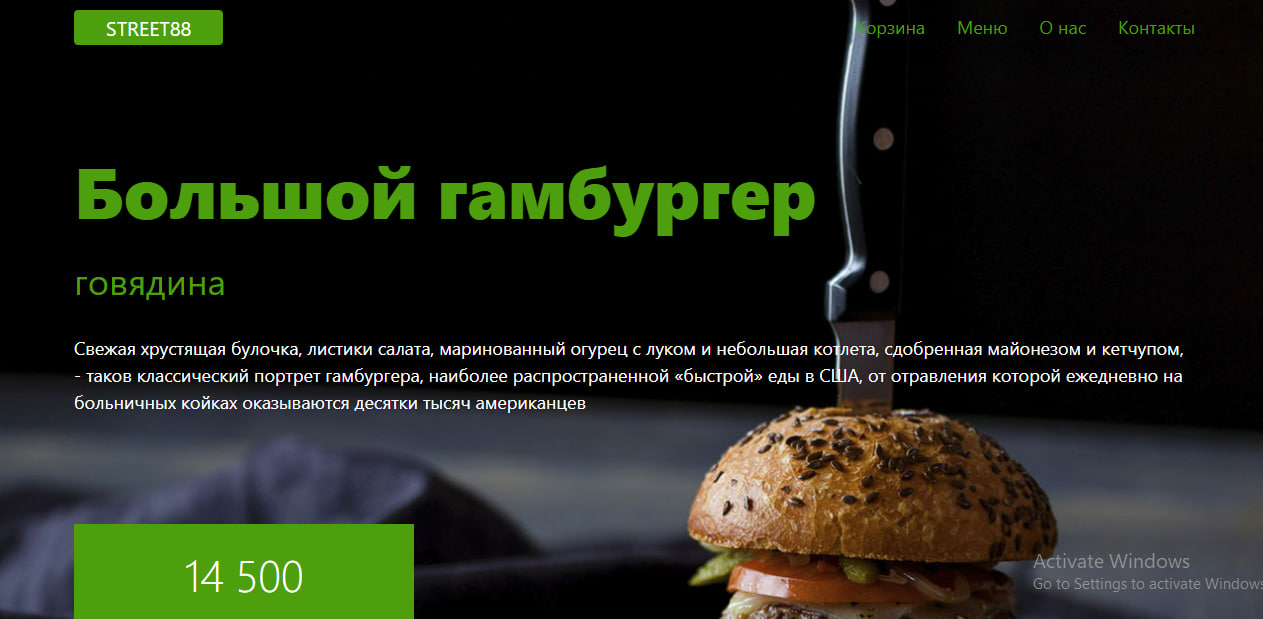 STREET88
Корзина Меню О нас Контакты
Большой гамбургер
говядина
Свежая хрустящая булочка, листики салата, маринованный огурец с луком и небольшая котлета, сдобренная майонезом и кетчупом,
- таков классический портрет гамбургера, наиболее распространенной «быстрой» еды в США, от отравления которой ежедневно на
больничных койках оказываются десятки тысяч американцев
14 500
Activate Windows
Go to Settings to activate Windows